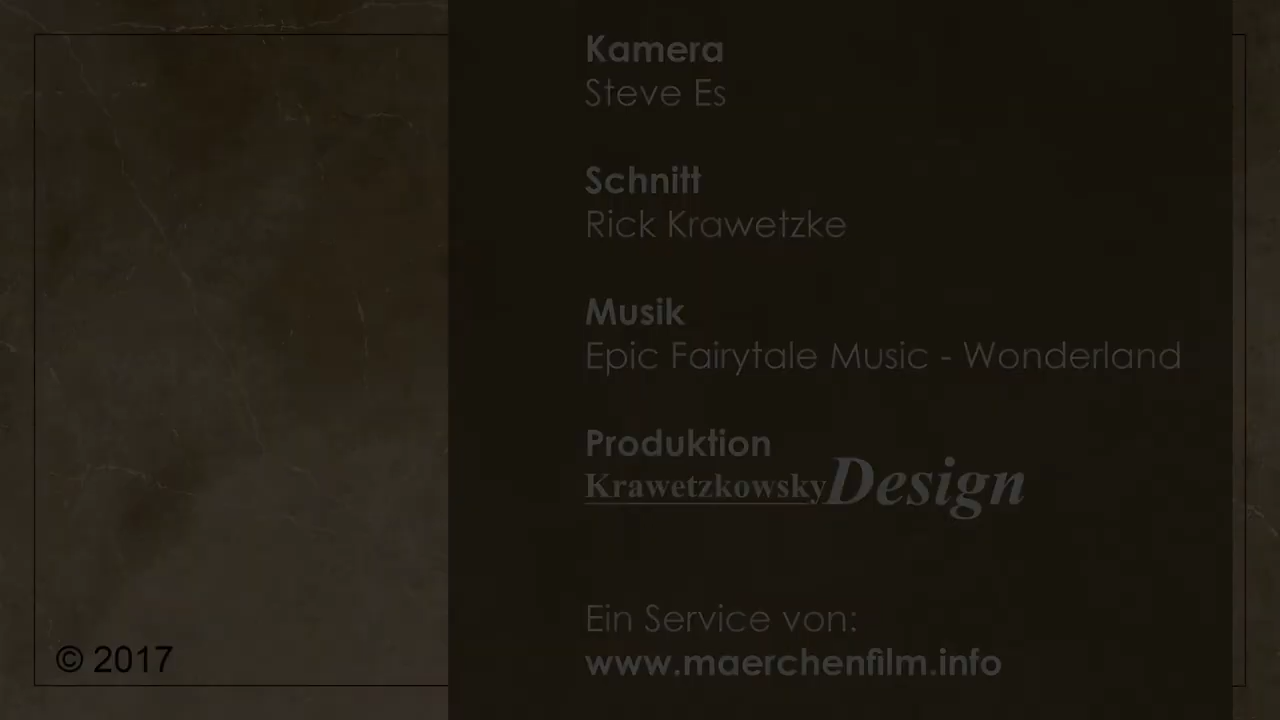 Kamera
Steve Es
Schnitt
Rick Krawetzke
Musik
Epic Fairytale Music - Wonderland
Produktion
KrawetzkowskyDesign
Ein Service von:
www.maerchenfilm.info
© 2017